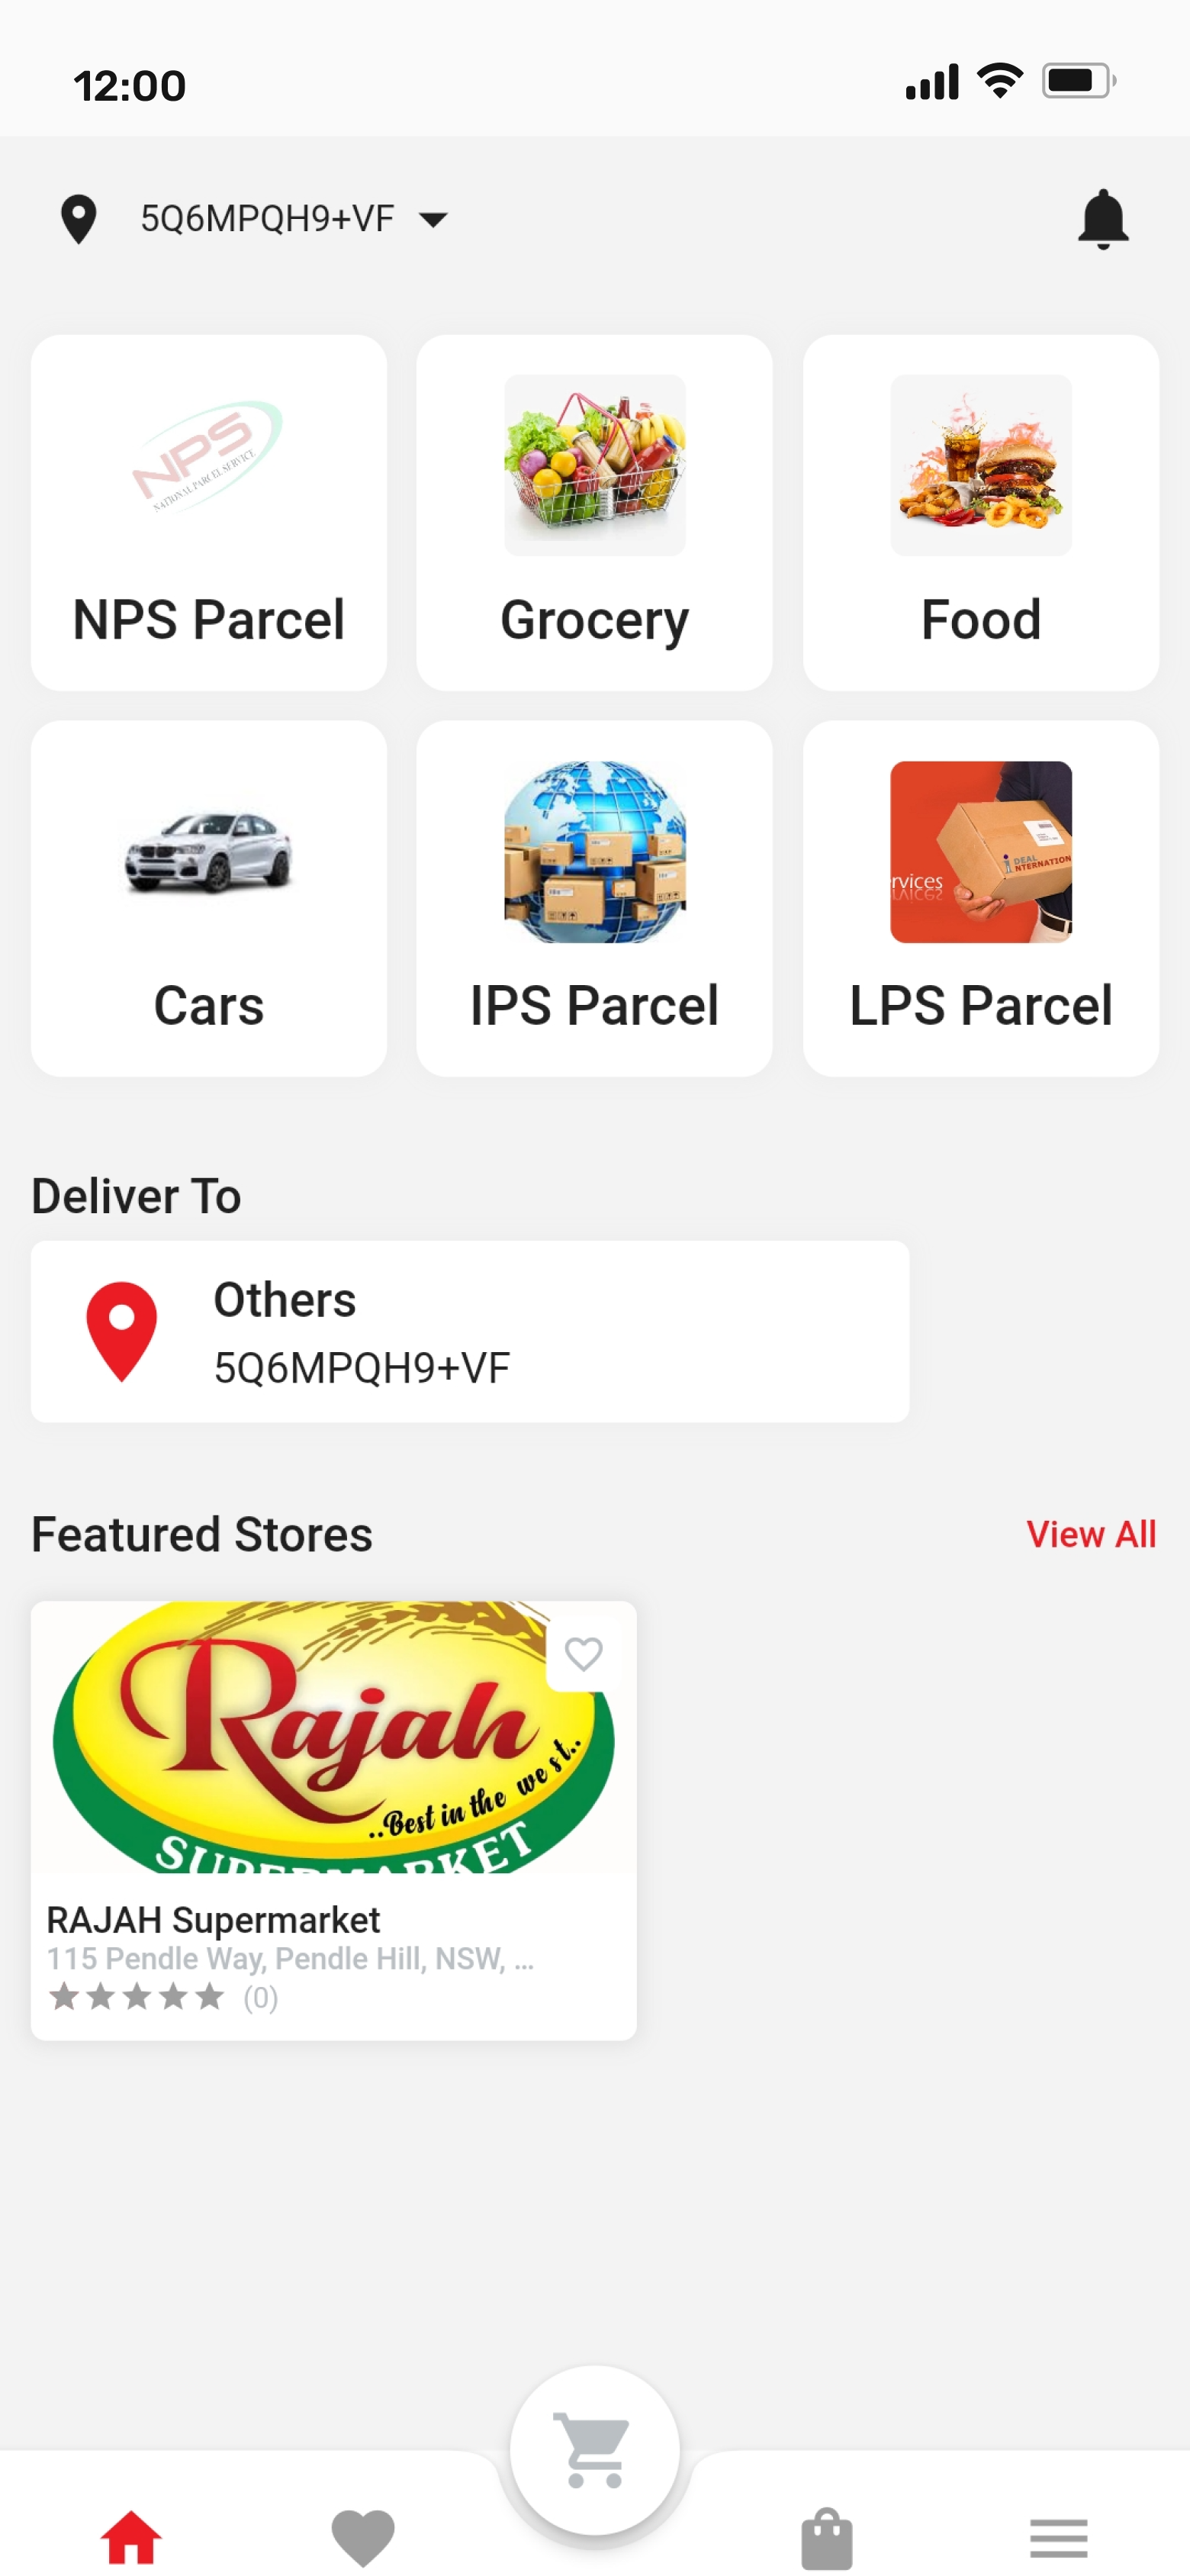 12:00
5Q6MPQH9+VF
NPS
NATIONAL PARCEL SERVICE
NPS Parcel
Grocery
Food
DEAL
NTERNATION
rvices
Cars
IPS Parcel
LPS Parcel
Deliver To
Others
5Q6MPQH9+VF
Featured Stores
View All
Rajah
..Best in the west..
SUPERMARKET
RAJAH Supermarket
115 Pendle Way, Pendle Hill, NSW, ...
(0)